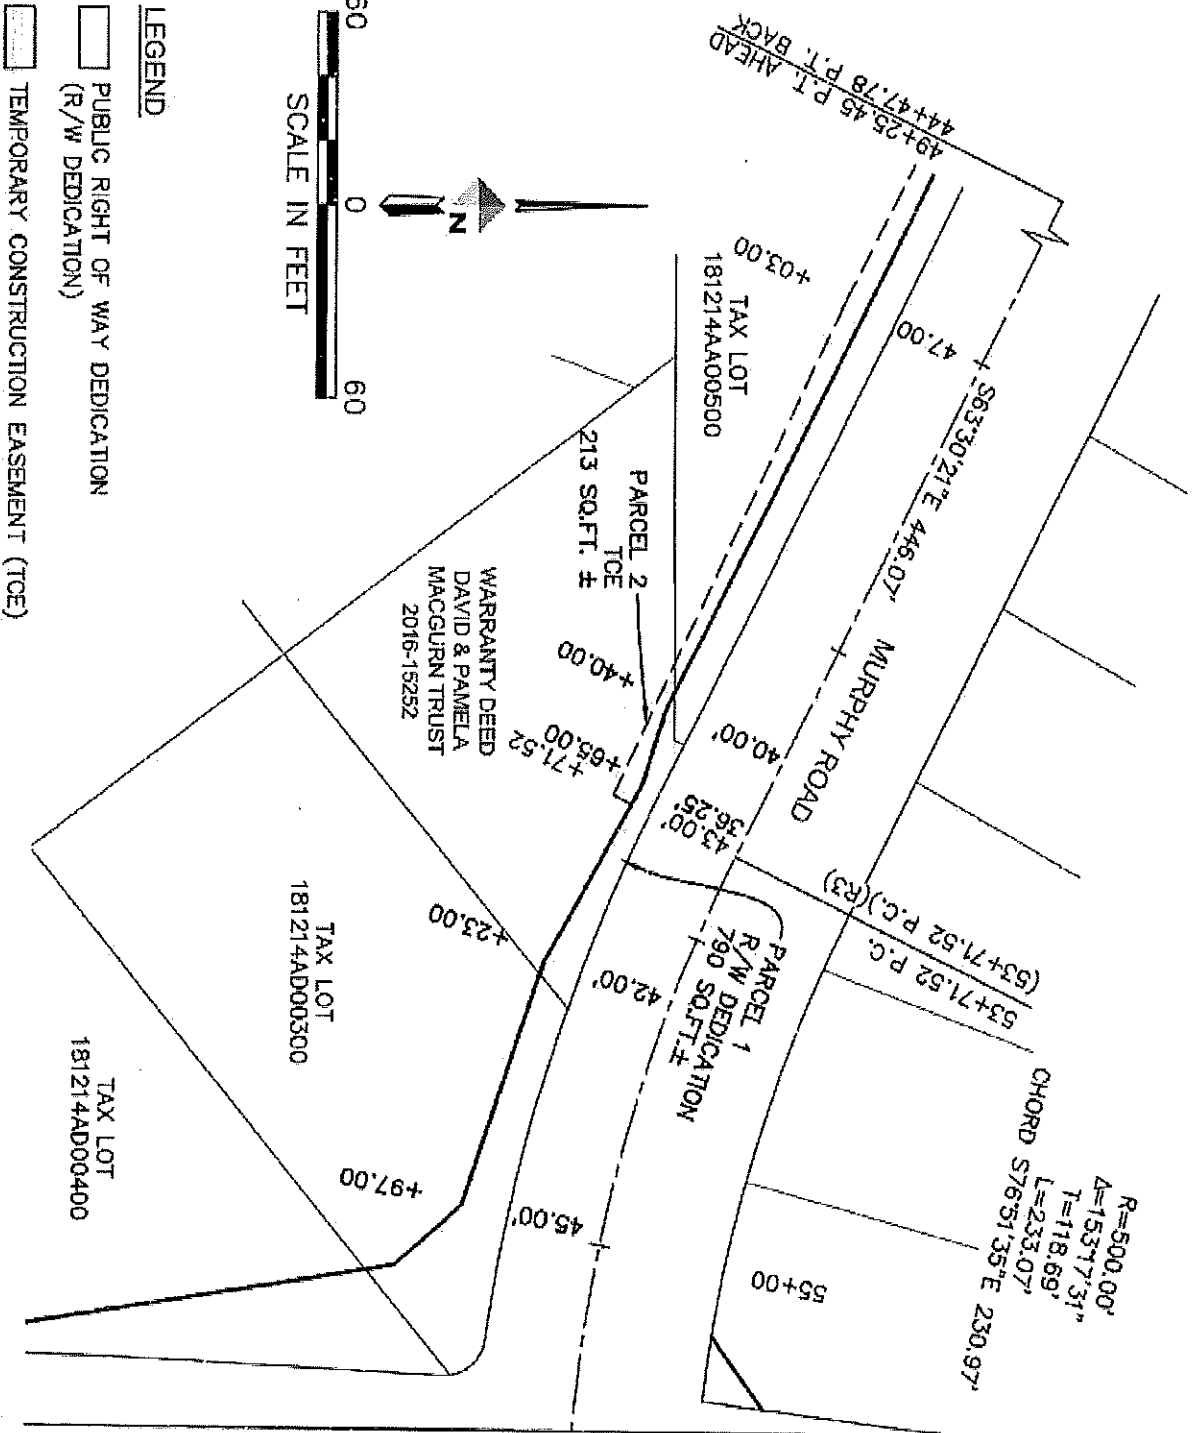 49+25.45 P.T. AHEAD
44+47.78 P.T. BACK
60
0
60
SCALE IN FEET
N
LEGEND
PUBLIC RIGHT OF WAY DEDICATION
(R/W DEDICATION)
TEMPORARY CONSTRUCTION EASEMENT (TCE)
+03.00
47.00'
S63°30'21"E 446.07'
MURPHY ROAD
TAX LOT
181214AA00500
PARCEL 2
TCE
213 SQ.FT. ±
WARRANTY DEED
DAVID & PAMELA
MACGURN TRUST
2016-15252
+40.00
+65.00
+71.52
40.00'
43.00'
36.25'
(53+71.52 P.C.)(R3)
53+71.52 P.C.
PARCEL 1
R/W DEDICATION
790 SQ.FT.±
42.00'
+23.00
TAX LOT
181214AD00300
TAX LOT
181214AD00400
+97.00
45.00'
55+00
R=500.00'
Δ=153°17'31"
T=118.69'
L=233.07'
CHORD S76°51'35"E 230.97'